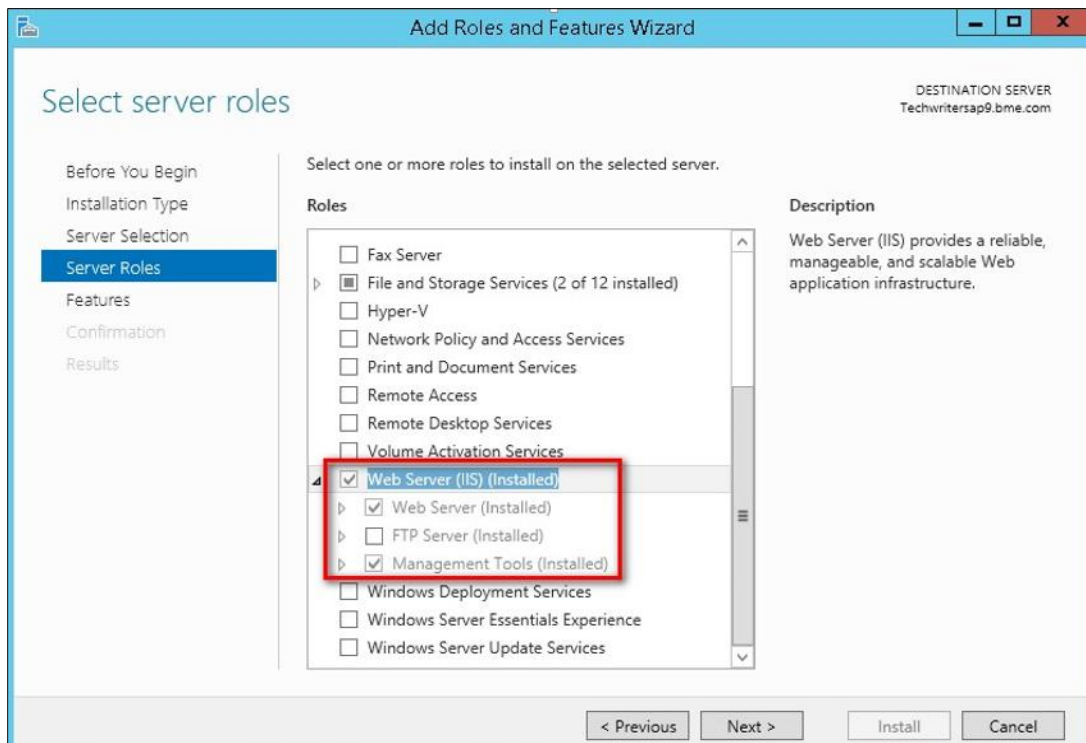 Add Roles and Features Wizard
Select server roles
DESTINATION SERVER
Techwritersap9.bme.com
Before You Begin
Installation Type
Server Selection
Server Roles
Features
Confirmation
Results
Select one or more roles to install on the selected server.
Roles
Fax Server
File and Storage Services (2 of 12 installed)
Hyper-V
Network Policy and Access Services
Print and Document Services
Remote Access
Remote Desktop Services
Volume Activation Services
Web Server (IIS) (Installed)
Web Server (Installed)
FTP Server (Installed)
Management Tools (Installed)
Windows Deployment Services
Windows Server Essentials Experience
Windows Server Update Services
Description
Web Server (IIS) provides a reliable,
manageable, and scalable Web
application infrastructure.
< Previous
Next >
Install
Cancel